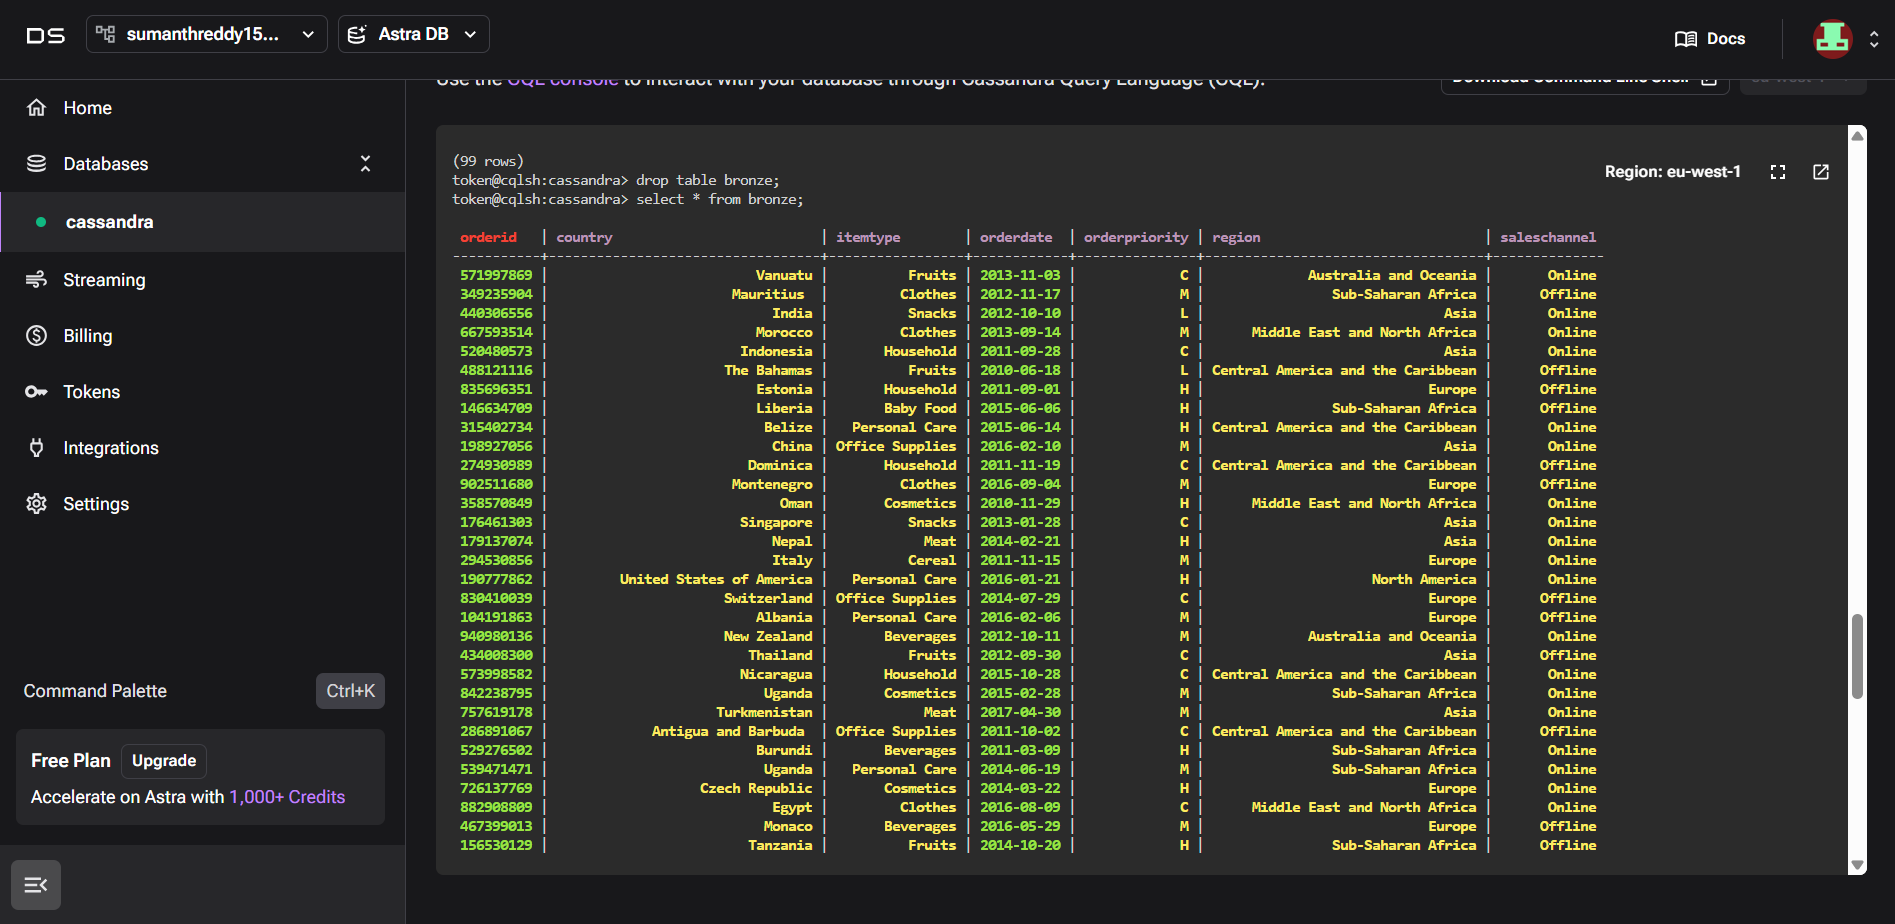 DS sumanthreddy15... Astra DB Docs
Home
Databases
cassandra
Streaming
Billing
Tokens
Integrations
Settings
Command Palette Ctrl+K
Free Plan Upgrade
Accelerate on Astra with 1,000+ Credits
Use the CQL console to interact with your database through Cassandra Query Language (CQL).
Download Command Line Shell eu-west-1
Region: eu-west-1
(99 rows)
token@cqlsh:cassandra> drop table bronze;
token@cqlsh:cassandra> select * from bronze;
orderid | country | itemtype | orderdate | orderpriority | region | saleschannel
571997869 | Vanuatu | Fruits | 2013-11-03 | C | Australia and Oceania | Online
349235904 | Mauritius | Clothes | 2012-11-17 | M | Sub-Saharan Africa | Offline
440306556 | India | Snacks | 2012-10-10 | L | Asia | Online
667593514 | Morocco | Clothes | 2013-09-14 | M | Middle East and North Africa | Online
520480573 | Indonesia | Household | 2011-09-28 | C | Asia | Online
488121116 | The Bahamas | Fruits | 2010-06-18 | L | Central America and the Caribbean | Offline
835696351 | Estonia | Household | 2011-09-01 | H | Europe | Offline
146634709 | Liberia | Baby Food | 2015-06-06 | H | Sub-Saharan Africa | Offline
315402734 | Belize | Personal Care | 2015-06-14 | H | Central America and the Caribbean | Online
198927056 | China | Office Supplies | 2016-02-10 | M | Asia | Online
274930989 | Dominica | Household | 2011-11-19 | C | Central America and the Caribbean | Offline
902511680 | Montenegro | Clothes | 2016-09-04 | M | Europe | Offline
358570849 | Oman | Cosmetics | 2010-11-29 | H | Middle East and North Africa | Online
176461303 | Singapore | Snacks | 2013-01-28 | C | Asia | Online
179137074 | Nepal | Meat | 2014-02-21 | H | Asia | Online
294530856 | Italy | Cereal | 2011-11-15 | M | Europe | Online
190777862 | United States of America | Personal Care | 2016-01-21 | H | North America | Online
830410039 | Switzerland | Office Supplies | 2014-07-29 | C | Europe | Offline
104191863 | Albania | Personal Care | 2016-02-06 | M | Europe | Offline
940980136 | New Zealand | Beverages | 2012-10-11 | M | Australia and Oceania | Online
434008300 | Thailand | Fruits | 2012-09-30 | C | Asia | Offline
573998582 | Nicaragua | Household | 2015-10-28 | C | Central America and the Caribbean | Online
842238795 | Uganda | Cosmetics | 2015-02-28 | M | Sub-Saharan Africa | Online
757619178 | Turkmenistan | Meat | 2017-04-30 | M | Asia | Online
286891067 | Antigua and Barbuda | Office Supplies | 2011-10-02 | C | Central America and the Caribbean | Offline
529276502 | Burundi | Beverages | 2011-03-09 | H | Sub-Saharan Africa | Online
539471471 | Uganda | Personal Care | 2014-06-19 | M | Sub-Saharan Africa | Online
726137769 | Czech Republic | Cosmetics | 2014-03-22 | H | Europe | Online
882908809 | Egypt | Clothes | 2016-08-09 | C | Middle East and North Africa | Online
467399013 | Monaco | Beverages | 2016-05-29 | M | Europe | Offline
156530129 | Tanzania | Fruits | 2014-10-20 | H | Sub-Saharan Africa | Offline